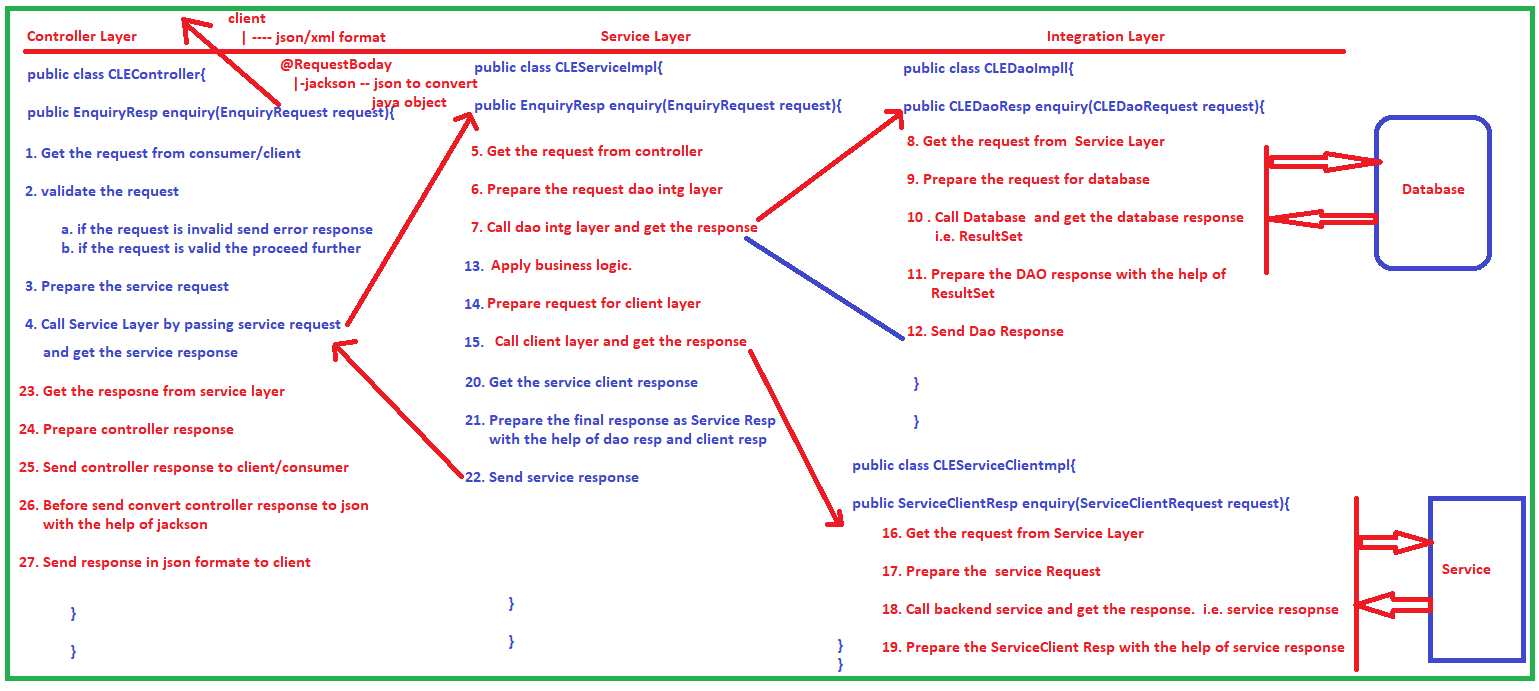 client
| ---- json/xml format
Controller Layer
Service Layer
Integration Layer
@RequestBoday
|-jackson -- json to convert
java object
public class CLEController{
public EnquiryResp enquiry(EnquiryRequest request){
1. Get the request from consumer/client
2. validate the request
a. if the request is invalid send error response
b. if the request is valid the proceed further
3. Prepare the service request
4. Call Service Layer by passing service request
and get the service response
23. Get the resposne from service layer
24. Prepare controller response
25. Send controller response to client/consumer
26. Before send convert controller response to json
with the help of jackson
27. Send response in json formate to client
}
}
public class CLEServiceImpl{
public EnquiryResp enquiry(EnquiryRequest request){
5. Get the request from controller
6. Prepare the request dao intg layer
7. Call dao intg layer and get the response
13. Apply business logic.
14. Prepare request for client layer
15. Call client layer and get the response
20. Get the service client response
21. Prepare the final response as Service Resp
with the help of dao resp and client resp
22. Send service response
}
}
public class CLEDaoImpll{
public CLEDaoResp enquiry(CLEDaoRequest request){
8. Get the request from Service Layer
9. Prepare the request for database
10 . Call Database and get the database response
i.e. ResultSet
11. Prepare the DAO response with the help of
ResultSet
12. Send Dao Response
}
}
Database
public class CLEServiceClientmpl{
public ServiceClientResp enquiry(ServiceClientRequest request){
16. Get the request from Service Layer
17. Prepare the service Request
18. Call backend service and get the response. i.e. service resopnse
19. Prepare the ServiceClient Resp with the help of service response
}
}
Service